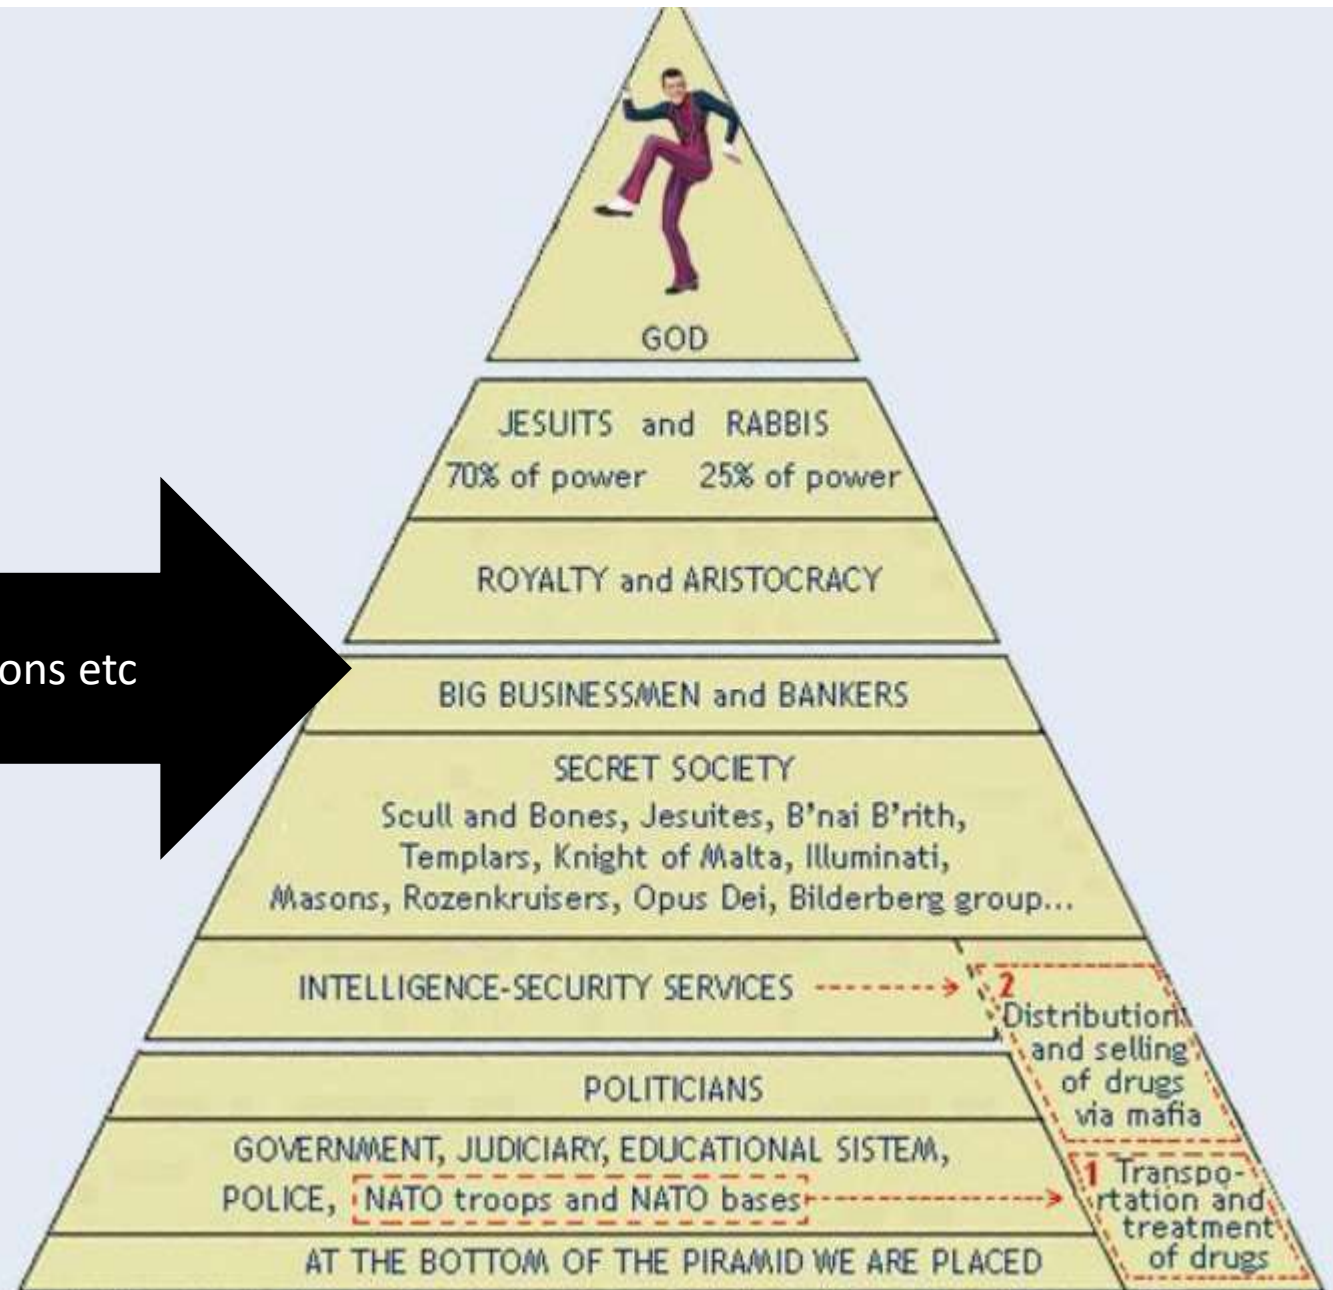 GOD
JESUITS and RABBIS
70% of power 25% of power
ROYALTY and ARISTOCRACY
ons etc
BIG BUSINESSMEN and BANKERS
SECRET SOCIETY
Scull and Bones, Jesuites, B'nai B'rith,
Templars, Knight of Malta, Illuminati,
Masons, Rozenkruisers, Opus Dei, Bilderberg group...
INTELLIGENCE-SECURITY SERVICES
2
Distribution
and selling
of drugs
via mafia
POLITICIANS
GOVERNMENT, JUDICIARY, EDUCATIONAL SISTEM,
POLICE, NATO troops and NATO bases
1 Transpo-
rtation and
treatment
of drugs
AT THE BOTTOM OF THE PIRAMID WE ARE PLACED